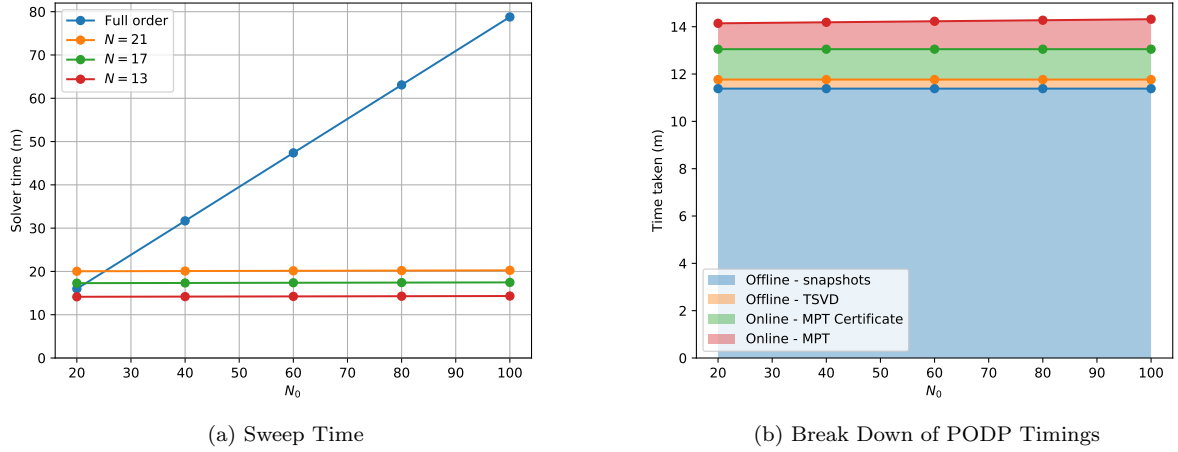 80
70
60
50
40
30
20
10
0
Solver time (m)
Full order
N = 21
N = 17
N = 13
20 30 40 50 60 70 80 90 100
N₀
(a) Sweep Time
14
12
10
8
6
4
2
0
Time taken (m)
Offline - snapshots
Offline - TSVD
Online - MPT Certificate
Online - MPT
20 30 40 50 60 70 80 90 100
N₀
(b) Break Down of PODP Timings